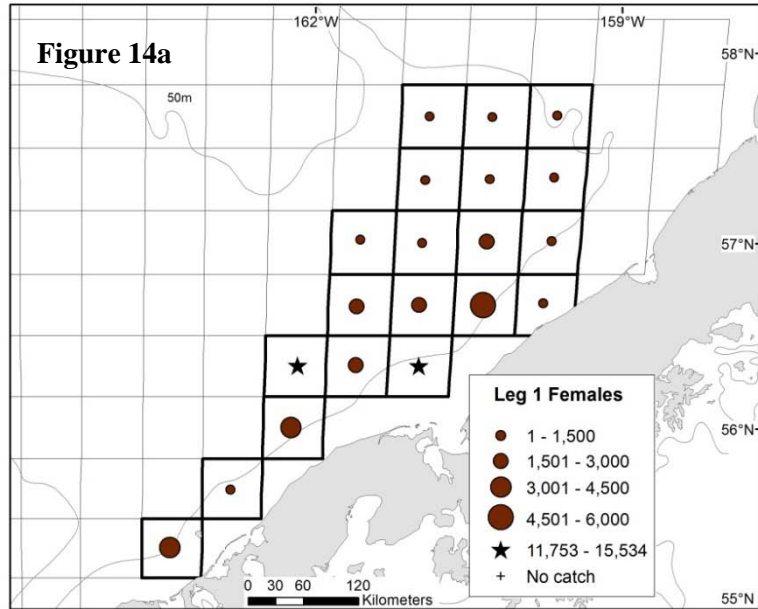 162°W 159°W
Figure 14a
58°N
50m
57°N
Leg 1 Females
1 - 1,500
1,501 - 3,000
3,001 - 4,500
4,501 - 6,000
11,753 - 15,534
No catch
56°N
0 30 60 120
Kilometers
55°N